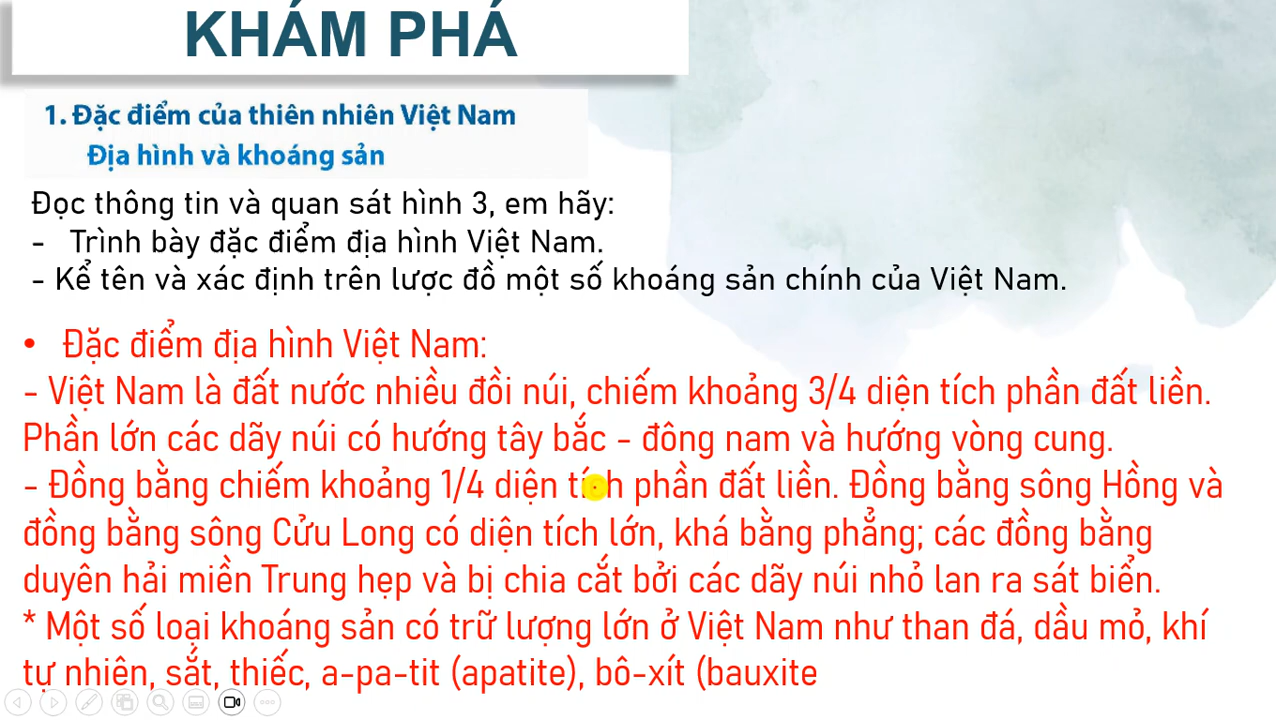 KHÁM PHÁ
1. Đặc điểm của thiên nhiên Việt Nam
Địa hình và khoáng sản
Đọc thông tin và quan sát hình 3, em hãy:
- Trình bày đặc điểm địa hình Việt Nam.
- Kể tên và xác định trên lược đồ một số khoáng sản chính của Việt Nam.
• Đặc điểm địa hình Việt Nam:
- Việt Nam là đất nước nhiều đồi núi, chiếm khoảng 3/4 diện tích phần đất liền.
Phần lớn các dãy núi có hướng tây bắc - đông nam và hướng vòng cung.
- Đồng bằng chiếm khoảng 1/4 diện tích phần đất liền. Đồng bằng sông Hồng và
đồng bằng sông Cửu Long có diện tích lớn, khá bằng phẳng; các đồng bằng
duyên hải miền Trung hẹp và bị chia cắt bởi các dãy núi nhỏ lan ra sát biển.
* Một số loại khoáng sản có trữ lượng lớn ở Việt Nam như than đá, dầu mỏ, khí
tự nhiên, sắt, thiếc, a-pa-tit (apatite), bô-xít (bauxite